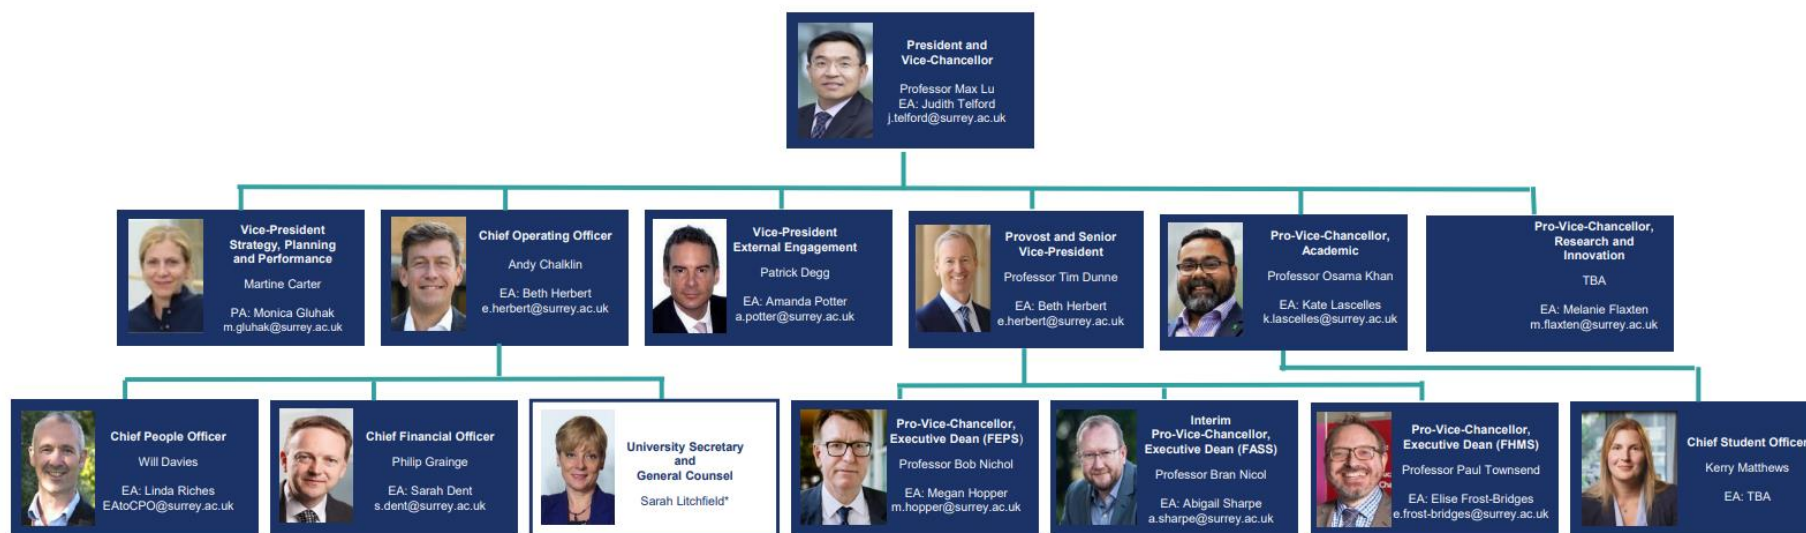 President and
Vice-Chancellor
Professor Max Lu
EA: Judith Telford
j.telford@surrey.ac.uk
Vice-President
Strategy, Planning
and Performance
Martine Carter
PA: Monica Gluhak
m.gluhak@surrey.ac.uk
Chief Operating Officer
Andy Chalklin
EA: Beth Herbert
e.herbert@surrey.ac.uk
Vice-President
External Engagement
Patrick Degg
EA: Amanda Potter
a.potter@surrey.ac.uk
Provost and Senior
Vice-President
Professor Tim Dunne
EA: Beth Herbert
e.herbert@surrey.ac.uk
Pro-Vice-Chancellor,
Academic
Professor Osama Khan
EA: Kate Lascelles
k.lascelles@surrey.ac.uk
Pro-Vice-Chancellor,
Research and
Innovation
TBA
EA: Melanie Flaxten
m.flaxten@surrey.ac.uk
Chief People Officer
Will Davies
EA: Linda Riches
EAtoCPO@surrey.ac.uk
Chief Financial Officer
Philip Grainge
EA: Sarah Dent
s.dent@surrey.ac.uk
University Secretary
and
General Counsel
Sarah Litchfield*
Pro-Vice-Chancellor,
Executive Dean (FEPS)
Professor Bob Nichol
EA: Megan Hopper
m.hopper@surrey.ac.uk
Interim
Pro-Vice-Chancellor,
Executive Dean (FASS)
Professor Bran Nicol
EA: Abigail Sharpe
a.sharpe@surrey.ac.uk
Pro-Vice-Chancellor,
Executive Dean (FHMS)
Professor Paul Townsend
EA: Elise Frost-Bridges
e.frost-bridges@surrey.ac.uk
Chief Student Officer
Kerry Matthews
EA: TBA